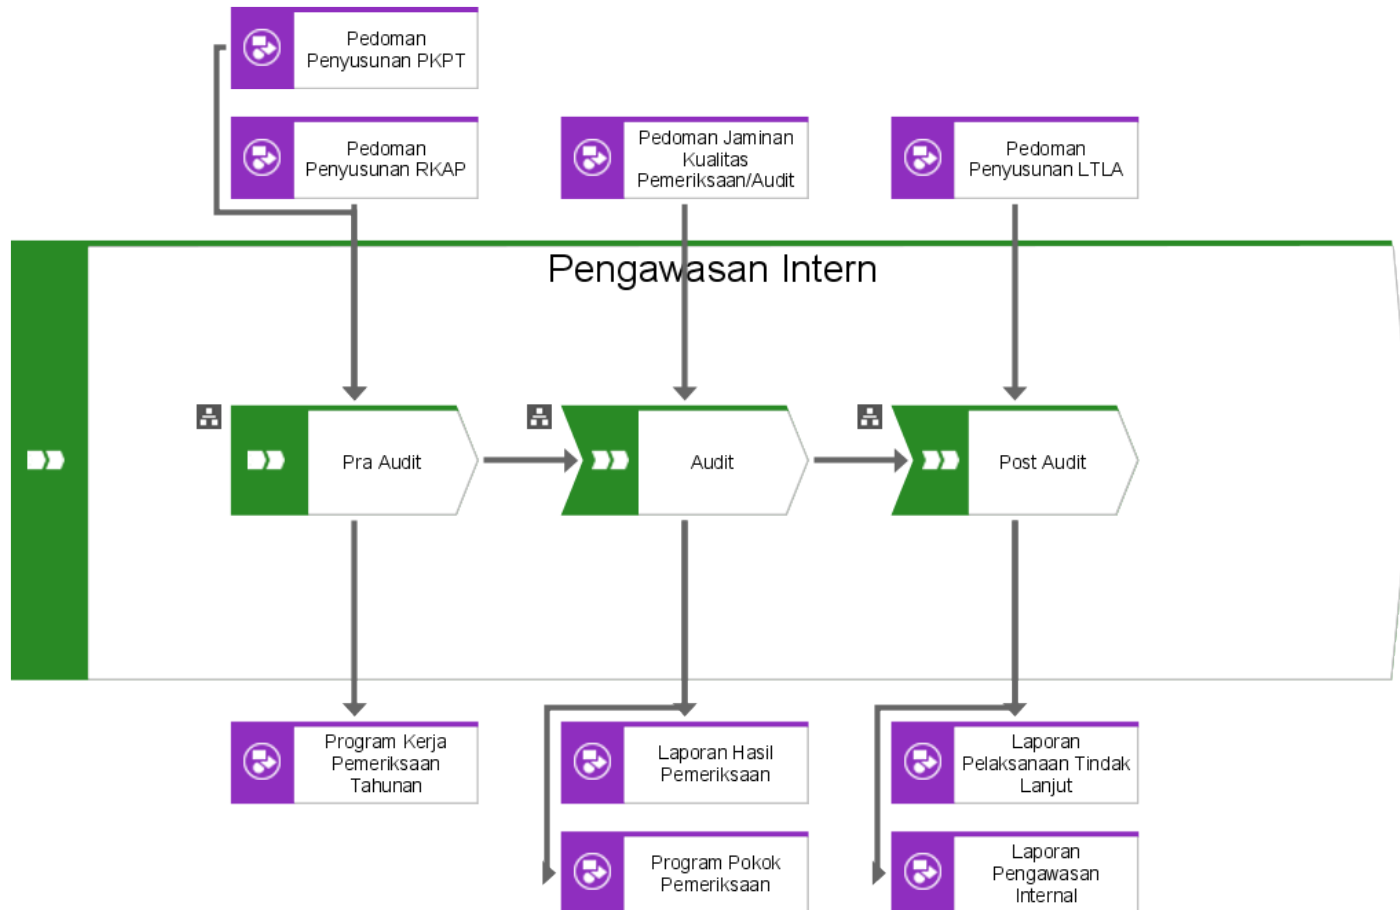 Pedoman
Penyusunan PKPT
Pedoman
Penyusunan RKAP
Pedoman Jaminan
Kualitas
Pemeriksaan/Audit
Pedoman
Penyusunan LTLA
Pengawasan Intern
Pra Audit
Audit
Post Audit
Program Kerja
Pemeriksaan
Tahunan
Laporan Hasil
Pemeriksaan
Laporan
Pelaksanaan Tindak
Lanjut
Program Pokok
Pemeriksaan
Laporan
Pengawasan
Internal